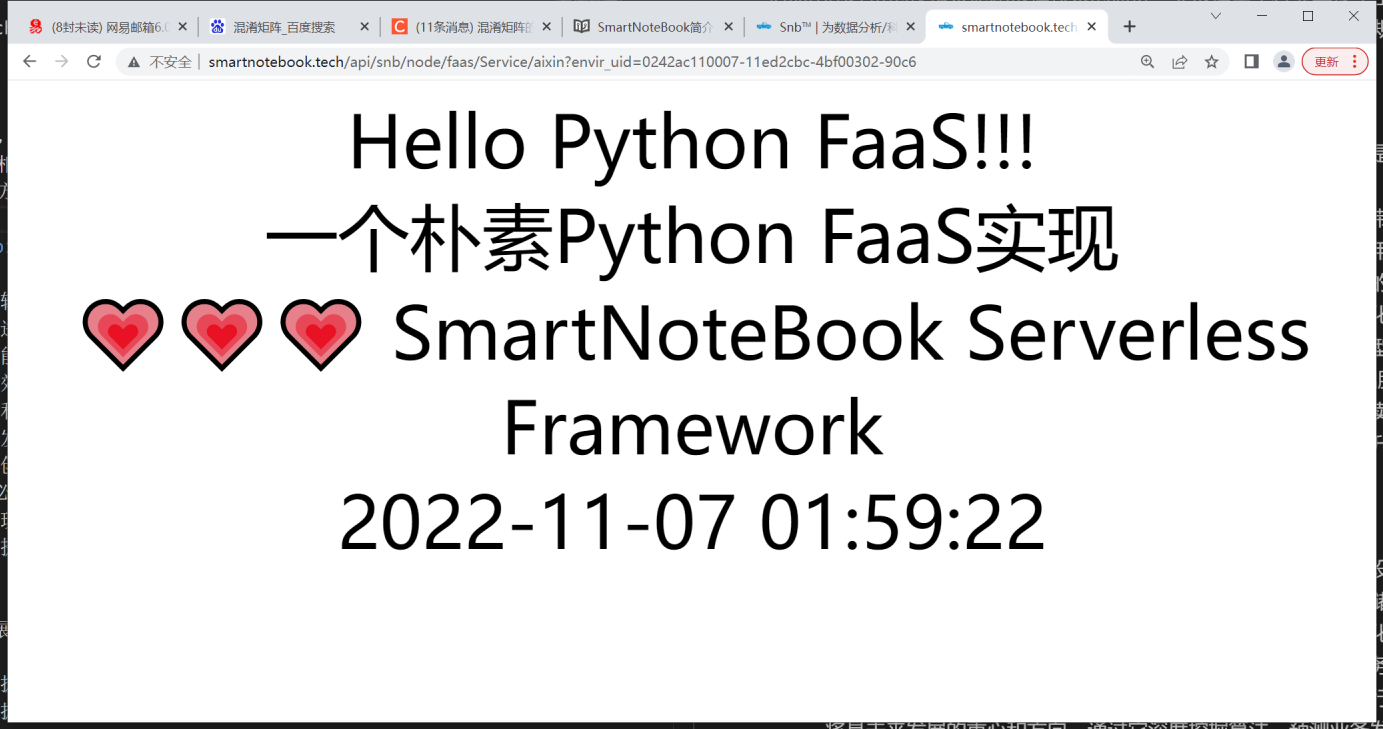 (8封未读) 网易邮箱6.0
混淆矩阵_百度搜索
(11条消息) 混淆矩阵的
SmartNoteBook简介
Snb™ | 为数据分析/科
smartnotebook.tech
不安全
smartnotebook.tech/api/snb/node/faas/Service/aixin?envir_uid=0242ac110007-11ed2cbc-4bf00302-90c6
更新
Hello Python FaaS!!!
一个朴素Python FaaS实现
💗💗💗 SmartNoteBook Serverless
Framework
2022-11-07 01:59:22